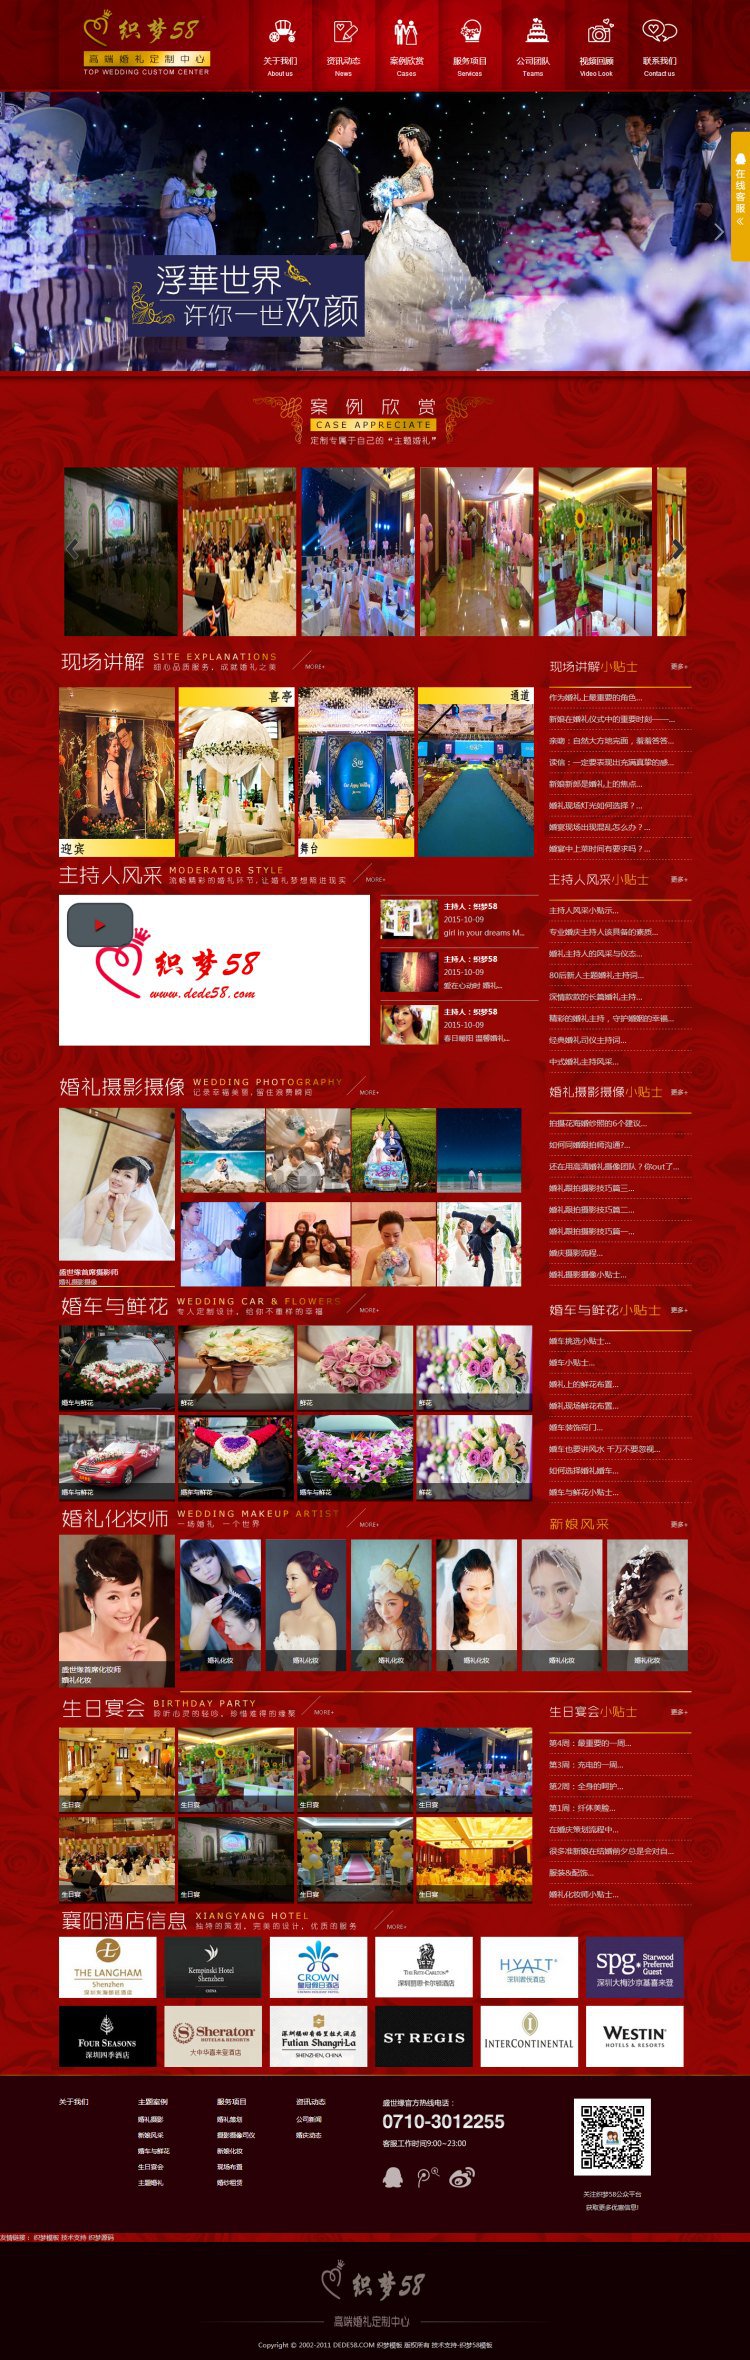 织梦58
高端婚礼定制中心
TOP WEDDING CUSTOM CENTER
关于我们
About us
资讯动态
News
案例欣赏
Cases
服务项目
Services
公司团队
Teams
视频回顾
Video Look
联系我们
Contact us
在线客服
浮華世界
许你一世欢颜
案例欣赏
CASE APPRECIATE
定制专属于自己的“主题婚礼”
现场讲解
SITE EXPLANATIONS
细心品质服务，成就婚礼之美
MORE+
现场讲解小贴士
更多+
作为婚礼上最重要的角色...
新娘在婚礼仪式中的重要时刻——...
亲吻：自然大方地完面，羞羞答答...
读信：一定要表现出充满真挚的感...
新娘新郎是婚礼上的焦点...
婚礼现场灯光如何选择？...
婚宴现场出现混乱怎么办？...
婚宴中上菜时间有要求吗？...
迎宾
喜亭
舞台
通道
主持人风采
MODERATOR STYLE
流畅精彩的婚礼环节，让婚礼梦想照进现实
MORE+
织梦58
www.dede58.com
主持人：织梦58
2015-10-09
girl in your dreams M...
主持人：织梦58
2015-10-09
爱在心动时 婚礼...
主持人：织梦58
2015-10-09
春日暖阳 温馨婚礼...
主持人风采小贴士
更多+
主持人风采小贴示...
专业婚庆主持人该具备的素质...
婚礼主持人的风采与仪态...
80后新人主题婚礼主持词...
深情款款的长篇婚礼主持...
精彩的婚礼主持，守护婚姻的幸福...
经典婚礼司仪主持词...
中式婚礼主持风采...
婚礼摄影摄像
WEDDING PHOTOGRAPHY
记录幸福美丽，留住浪费瞬间
MORE+
盛世缘首席摄影师
婚礼摄影摄像
婚礼摄影摄像小贴士
更多+
拍摄花海婚纱照的6个建议...
如何同婚跟拍师沟通?...
还在用高清婚礼摄像团队？你out了...
婚礼跟拍摄影技巧篇三...
婚礼跟拍摄影技巧篇二...
婚礼跟拍摄影技巧篇一...
婚庆摄影流程...
婚礼摄影摄像小贴士...
婚车与鲜花
WEDDING CAR & FLOWERS
专人定制设计，给你不重样的幸福
MORE+
婚车与鲜花
鲜花
鲜花
鲜花
婚车与鲜花
婚车与鲜花
婚车与鲜花
鲜花
婚车与鲜花小贴士
更多+
婚车挑选小贴士...
婚车小贴士...
婚礼上的鲜花布置...
婚礼现场鲜花布置...
婚车装饰窍门...
婚车也要讲风水 千万不要忽视...
如何选择婚礼婚车...
婚车与鲜花小贴士...
婚礼化妆师
WEDDING MAKEUP ARTIST
一场婚礼 一个世界
MORE+
新娘风采
更多+
盛世缘首席化妆师
婚礼化妆
婚礼化妆
婚礼化妆
婚礼化妆
婚礼化妆
婚礼化妆
婚礼化妆
生日宴会
BIRTHDAY PARTY
聆听心灵的轻吟，珍惜难得的缘聚
MORE+
生日宴
生日宴
生日宴
生日宴
生日宴
生日宴
生日宴
生日宴
生日宴会小贴士
更多+
第4周：最重要的一周...
第3周：充电的一周...
第2周：全身的呵护...
第1周：纤体美脸...
在婚庆策划流程中...
很多准新娘在结婚前夕总是会对自...
服装&配饰...
婚礼化妆师小贴士...
襄阳酒店信息
XIANGYANG HOTEL
独特的策划，完美的设计，优质的服务
MORE+
THE LANGHAM
Shenzhen
Kempinski Hotel
Shenzhen
CHINA
CROWN
皇冠假日酒店
THE RITZ-CARLTON
深圳丽思卡尔顿酒店
HYATT
深圳君悦酒店
spg
Starwood
Preferred
Guest
深圳大梅沙京基喜来登
FOUR SEASONS
深圳四季酒店
Sheraton
HOTELS & RESORTS
大中华喜来登酒店
深圳福田香格里拉大酒店
Futian Shangri-La
SHENZHEN, CHINA
ST REGIS
INTERCONTINENTAL
WESTIN
HOTELS & RESORTS
关于我们
主题案例
婚礼摄影
新娘风采
婚车与鲜花
生日宴会
主题婚礼
服务项目
婚礼策划
摄影摄像司仪
新娘化妆
现场布置
婚纱租赁
资讯动态
公司新闻
婚庆动态
盛世缘官方热线电话：
0710-3012255
客服工作时间9:00~23:00
关注织梦58公众平台
获取更多优惠信息!
友情链接： 织梦模板 技术支持 织梦源码
织梦58
高端婚礼定制中心
Copyright © 2002-2011 DEDE58.COM 织梦模板 版权所有 技术支持-织梦58模板